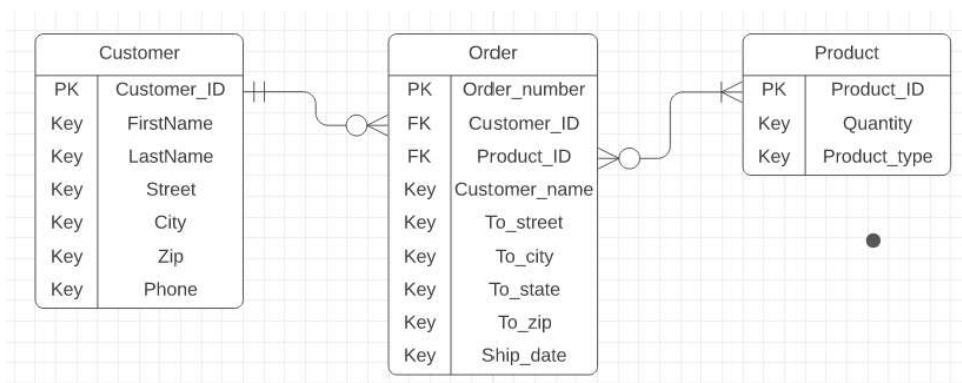 Customer
PK Customer_ID
Key FirstName
Key LastName
Key Street
Key City
Key Zip
Key Phone
Order
PK Order_number
FK Customer_ID
FK Product_ID
Key Customer_name
Key To_street
Key To_city
Key To_state
Key To_zip
Key Ship_date
Product
PK Product_ID
Key Quantity
Key Product_type